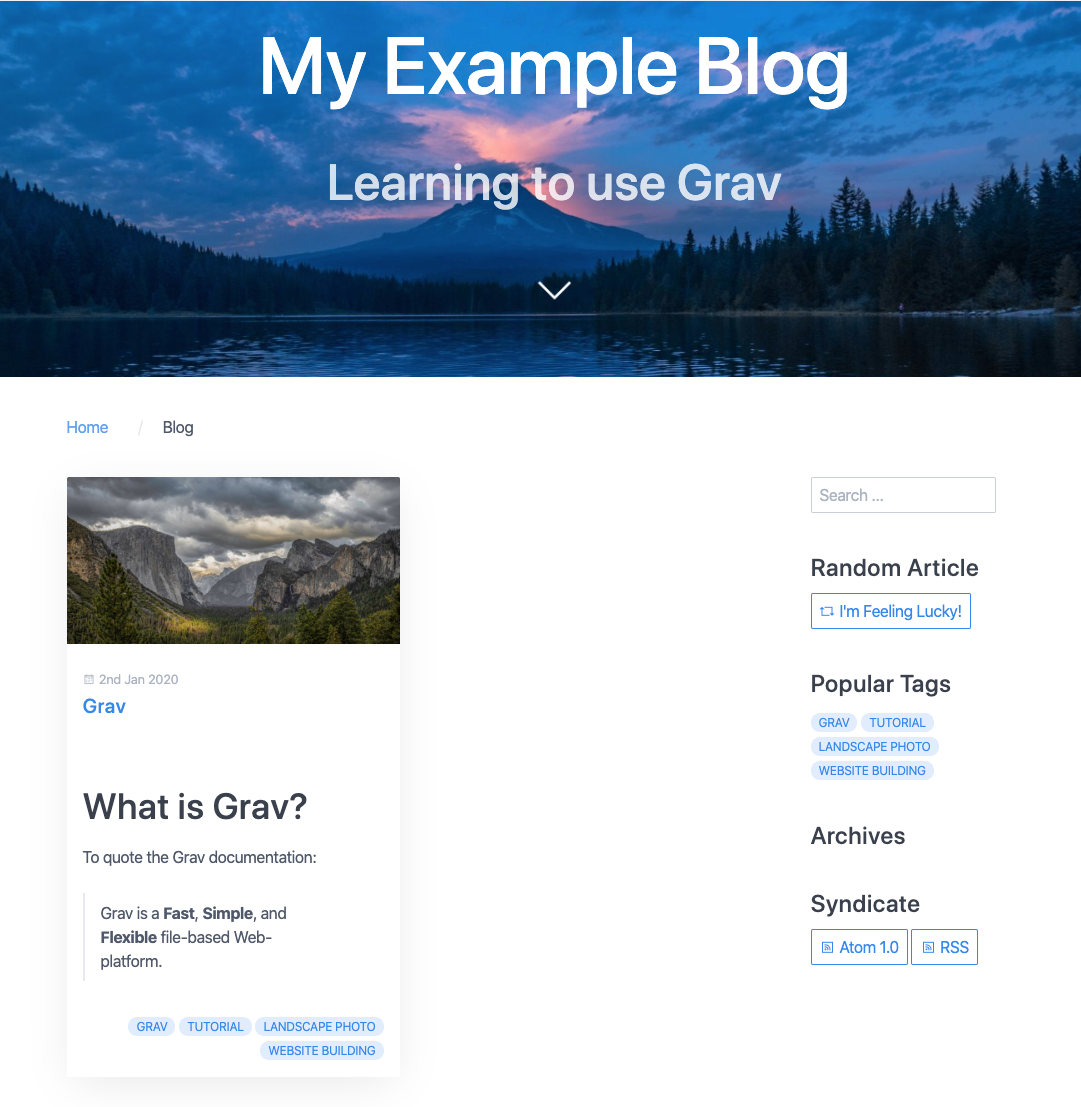 My Example Blog
Learning to use Grav
Home / Blog
2nd Jan 2020
Grav
What is Grav?
To quote the Grav documentation:
Grav is a Fast, Simple, and
Flexible file-based Web-
platform.
GRAV TUTORIAL LANDSCAPE PHOTO
WEBSITE BUILDING
Search ...
Random Article
I'm Feeling Lucky!
Popular Tags
GRAV TUTORIAL
LANDSCAPE PHOTO
WEBSITE BUILDING
Archives
Syndicate
Atom 1.0 RSS